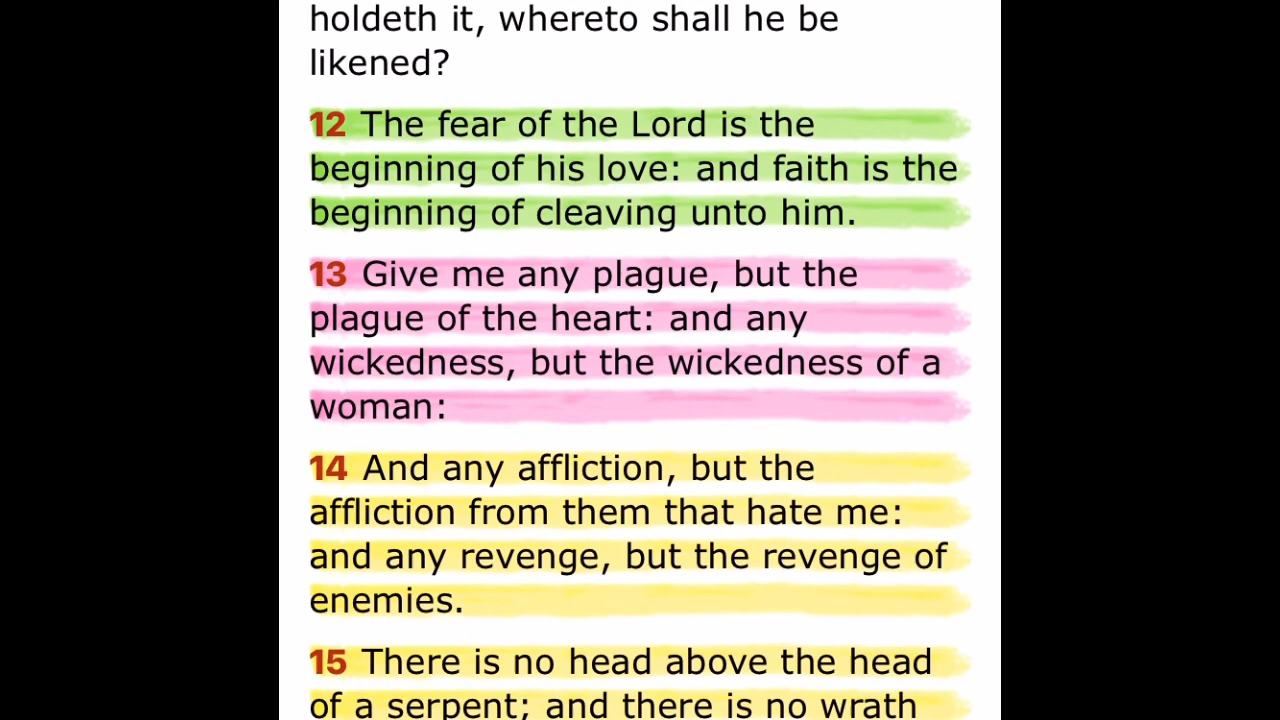 holdeth it, whereto shall he be
likened?
12 The fear of the Lord is the
beginning of his love: and faith is the
beginning of cleaving unto him.
13 Give me any plague, but the
plague of the heart: and any
wickedness, but the wickedness of a
woman:
14 And any affliction, but the
affliction from them that hate me:
and any revenge, but the revenge of
enemies.
15 There is no head above the head
of a serpent; and there is no wrath